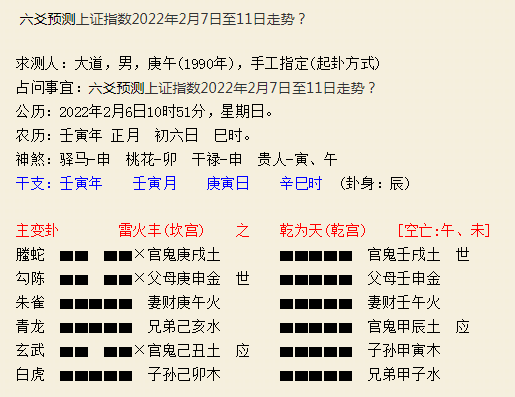 六爻预测上证指数2022年2月7日至11日走势？
求测人：大道，男，庚午(1990年)，手工指定(起卦方式)
占问事宜：六爻预测上证指数2022年2月7日至11日走势？
公历：2022年2月6日10时51分，星期日。
农历：壬寅年 正月 初六日 巳时。
神煞：驿马-申 桃花-卯 干禄-申 贵人-寅、午
干支：壬寅年 壬寅月 庚寅日 辛巳时 (卦身：辰)
主变卦 雷火丰(坎宫) 之 乾为天(乾宫) [空亡:午、未]
螣蛇 ×官鬼庚戌土 官鬼壬戌土 世
勾陈 ×父母庚申金 世 父母壬申金
朱雀 妻财庚午火 妻财壬午火
青龙 兄弟己亥水 官鬼甲辰土 应
玄武 ×官鬼己丑土 应 子孙甲寅木
白虎 子孙己卯木 兄弟甲子水